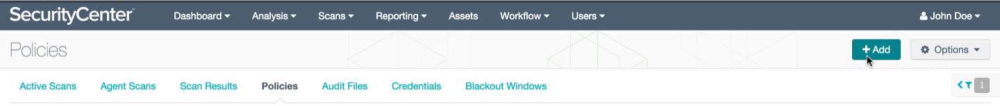 SecurityCenter™ Dashboard Analysis Scans Reporting Assets Workflow Users John Doe
Policies + Add Options
Active Scans Agent Scans Scan Results Policies Audit Files Credentials Blackout Windows 1